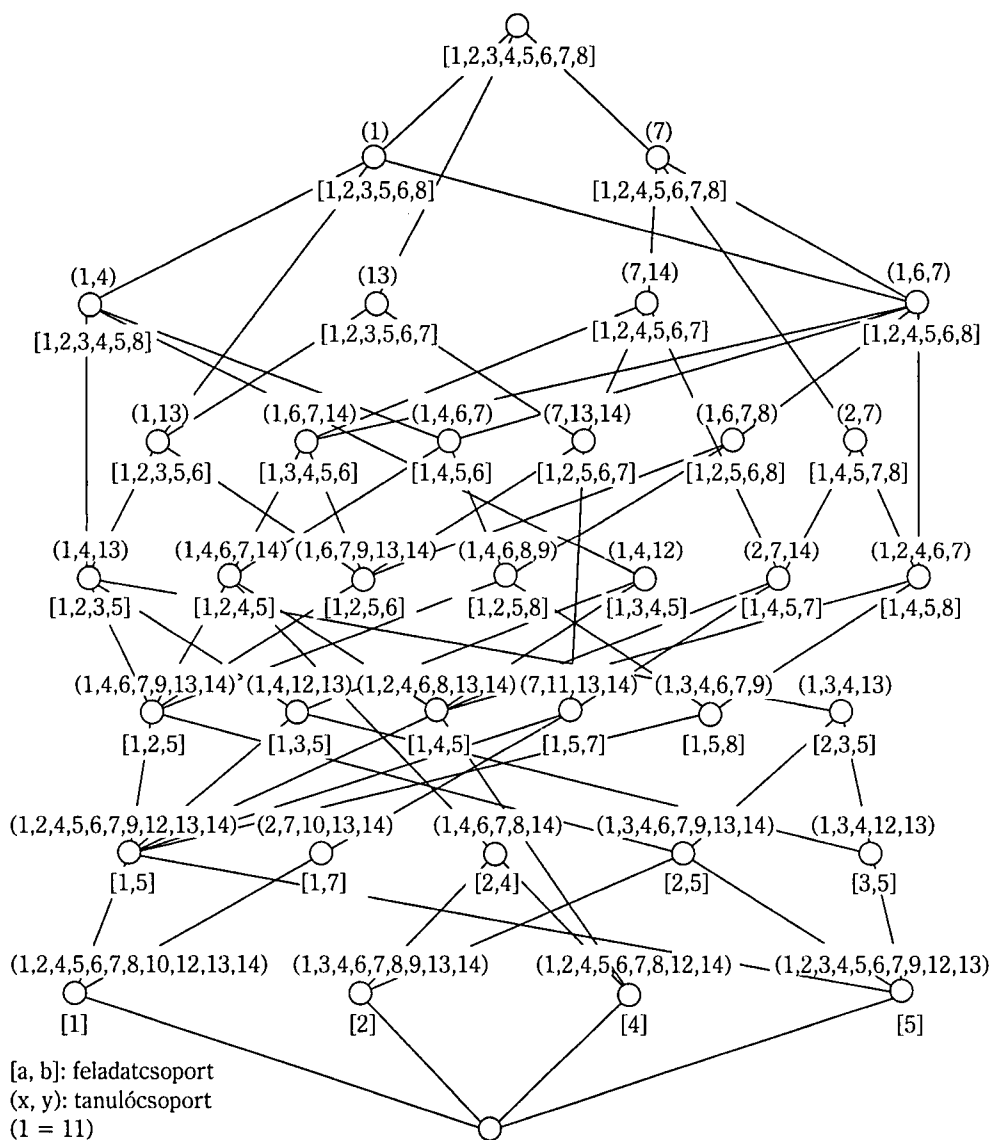 [1,2,3,4,5,6,7,8]
(1) (7)
[1,2,3,5,6,8] [1,2,4,5,6,7,8]
(1,4) (13) (7,14) (1,6,7)
[1,2,3,4,5,8] [1,2,3,5,6,7] [1,2,4,5,6,7] [1,2,4,5,6,8]
(1,13) (1,6,7,14) (1,4,6,7) (7,13,14) (1,6,7,8) (2,7)
[1,2,3,5,6] [1,3,4,5,6] [1,4,5,6] [1,2,5,6,7] [1,2,5,6,8] [1,4,5,7,8]
(1,4,13) (1,4,6,7,14) (1,6,7,9,13,14) (1,4,6,8,9) (1,4,12) (2,7,14) (1,2,4,6,7)
[1,2,3,5] [1,2,4,5] [1,2,5,6] [1,2,5,8] [1,3,4,5] [1,4,5,7] [1,4,5,8]
(1,4,6,7,9,13,14) (1,4,12,13) (1,2,4,6,8,13,14) (7,11,13,14) (1,3,4,6,7,9) (1,3,4,13)
[1,2,5] [1,3,5] [1,4,5] [1,5,7] [1,5,8] [2,3,5]
(1,2,4,5,6,7,9,12,13,14) (2,7,10,13,14) (1,4,6,7,8,14) (1,3,4,6,7,9,13,14) (1,3,4,12,13)
[1,5] [1,7] [2,4] [2,5] [3,5]
(1,2,4,5,6,7,8,10,12,13,14) (1,3,4,6,7,8,9,13,14) (1,2,4,5,6,7,8,12,14) (1,2,3,4,5,6,7,9,12,13)
[1] [2] [4] [5]
[a, b]: feladatcsoport
(x, y): tanulócsoport
(1 = 11)